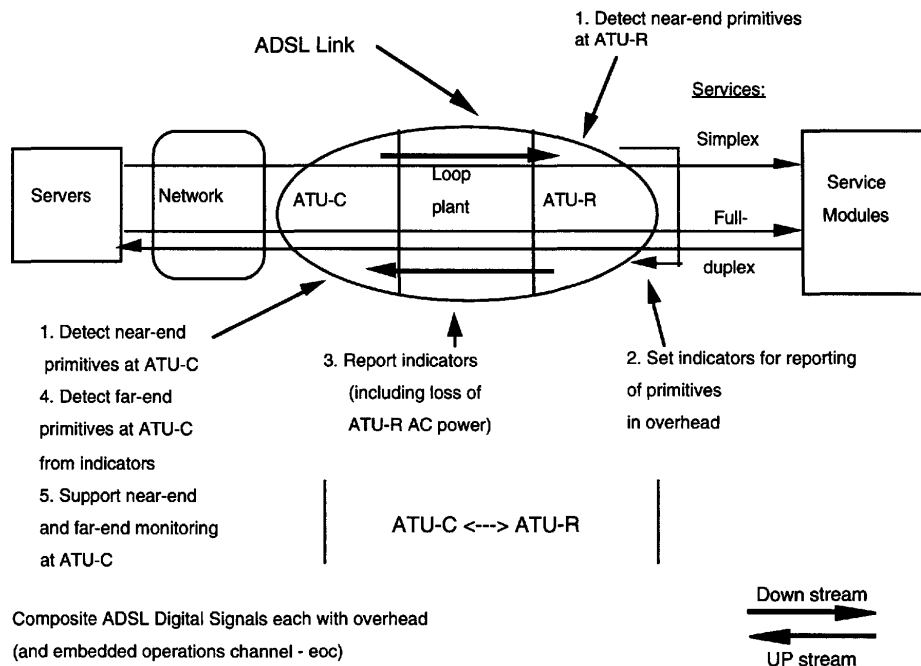 1. Detect near-end primitives
at ATU-R
ADSL Link
Services:
Simplex
Servers
Network
ATU-C
Loop
plant
ATU-R
Service
Modules
Full-
duplex
1. Detect near-end
primitives at ATU-C
4. Detect far-end
primitives at ATU-C
from indicators
5. Support near-end
and far-end monitoring
at ATU-C
3. Report indicators
(including loss of
ATU-R AC power)
2. Set indicators for reporting
of primitives
in overhead
ATU-C <---> ATU-R
Composite ADSL Digital Signals each with overhead
(and embedded operations channel - eoc)
Down stream
UP stream